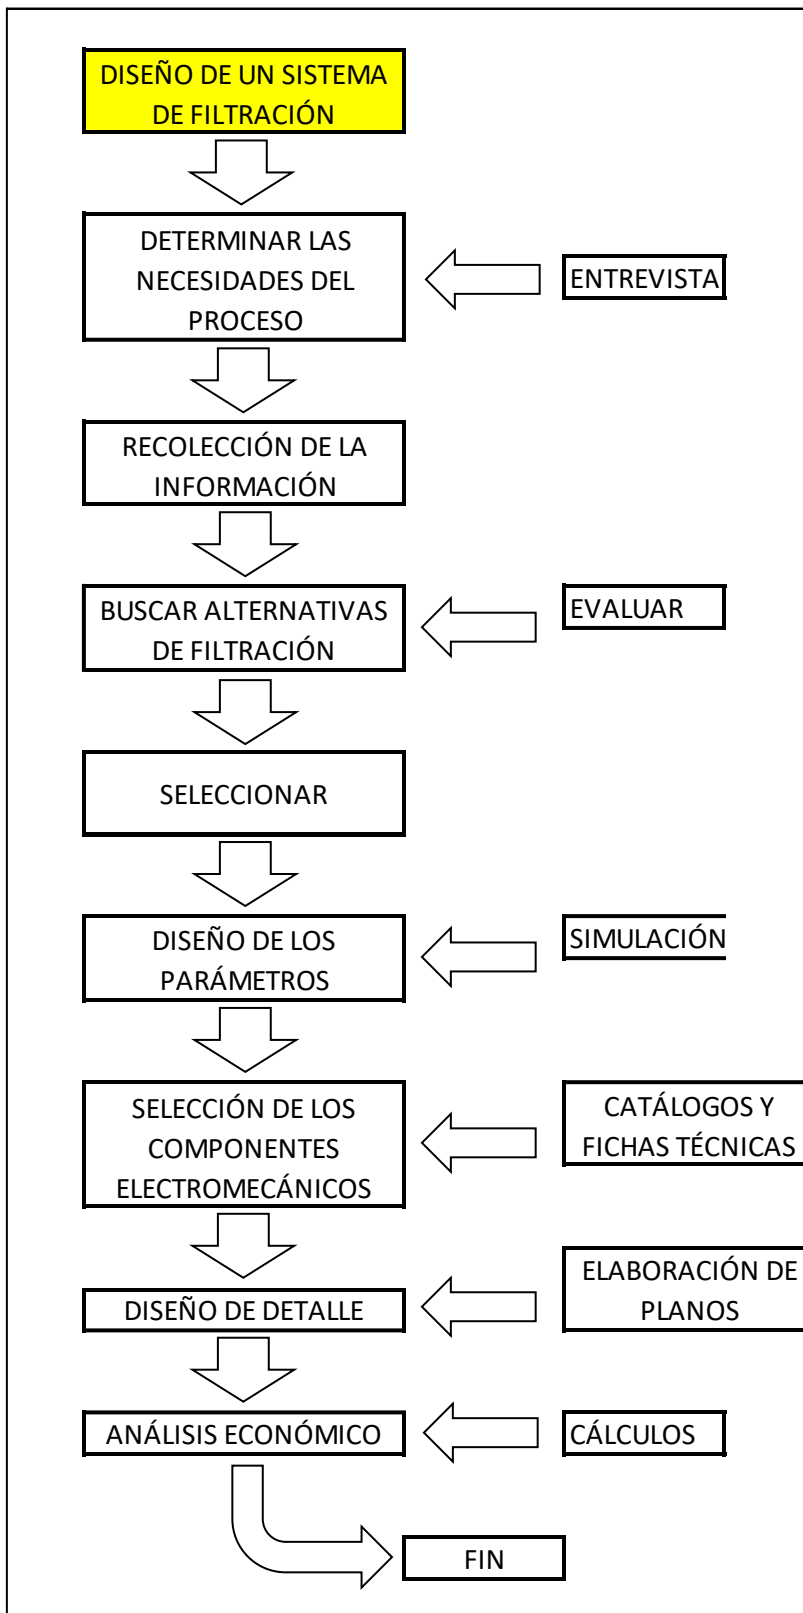 DISEÑO DE UN SISTEMA
DE FILTRACIÓN
DETERMINAR LAS
NECESIDADES DEL
PROCESO
ENTREVISTA
RECOLECCIÓN DE LA
INFORMACIÓN
BUSCAR ALTERNATIVAS
DE FILTRACIÓN
EVALUAR
SELECCIONAR
DISEÑO DE LOS
PARÁMETROS
SIMULACIÓN
SELECCIÓN DE LOS
COMPONENTES
ELECTROMECÁNICOS
CATÁLOGOS Y
FICHAS TÉCNICAS
DISEÑO DE DETALLE
ELABORACIÓN DE
PLANOS
ANÁLISIS ECONÓMICO
CÁLCULOS
FIN